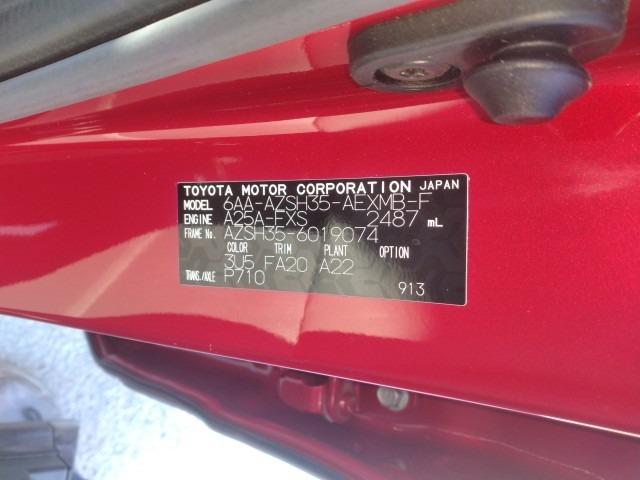 TOYOTA MOTOR CORPORATION JAPAN
MODEL 6AA-AZSH35-AEXMB-F
ENGINE A25A-FXS 2487 mL
FRAME No. AZSH35-6019074
COLOR TRIM PLANT OPTION
3U5 FA20 A22
TRANS./AXLE P710
913